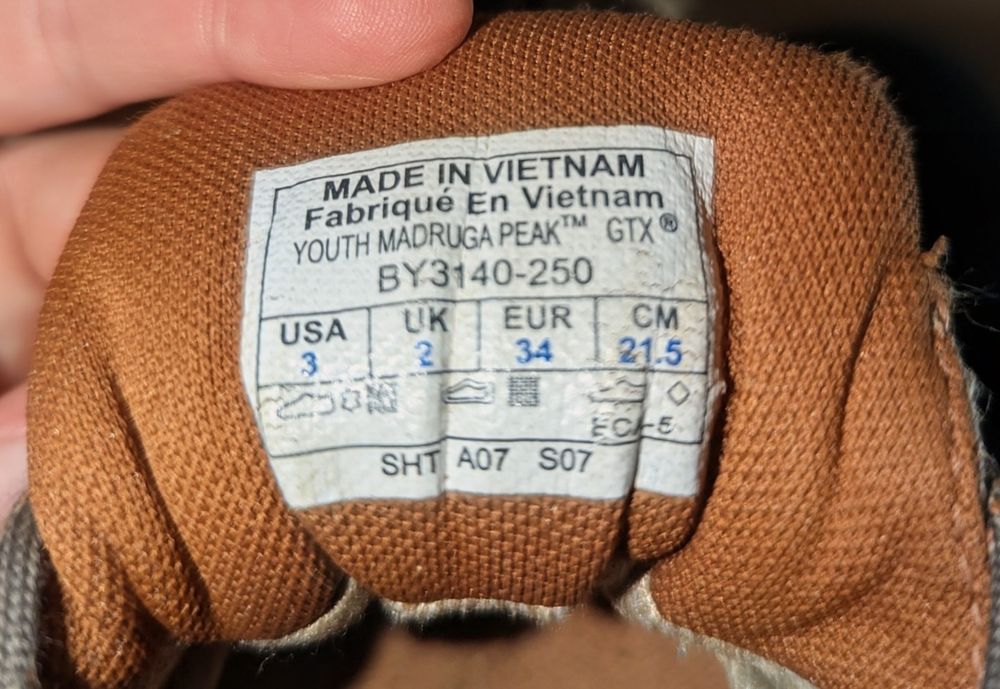 MADE IN VIETNAM
Fabriqué En Vietnam
YOUTH MADRUGA PEAK™ GTX®
BY3140-250
USA UK EUR CM
3 2 34 21.5
SHT A07 S07